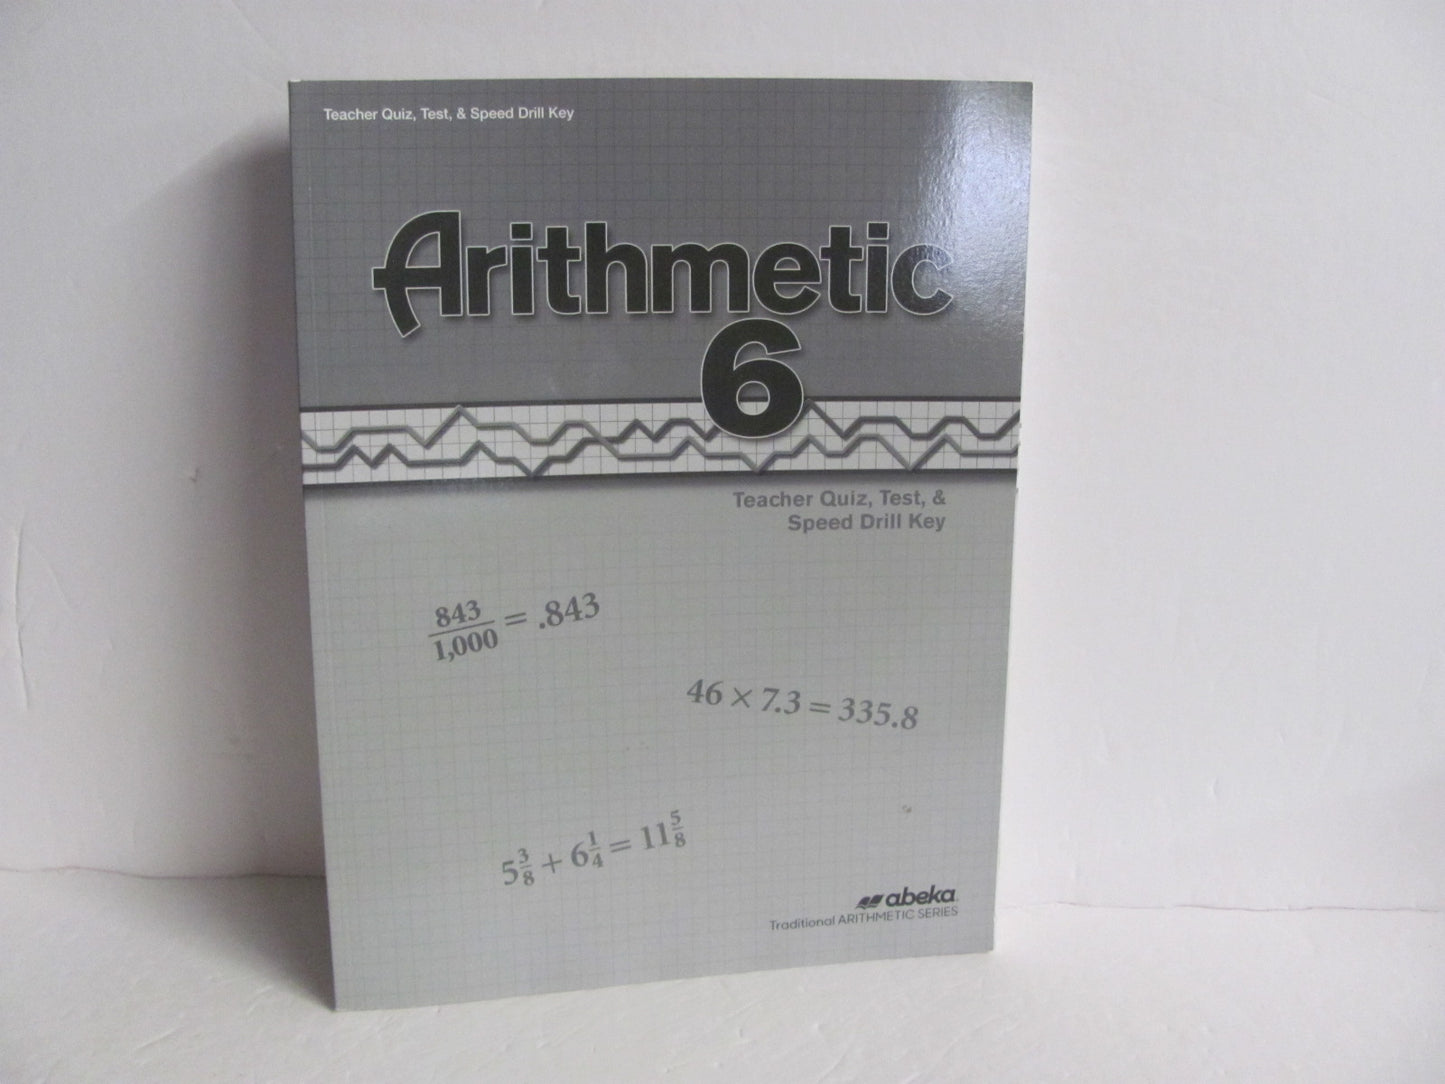 Teacher Quiz, Test, & Speed Drill Key
Arithmetic
6
Teacher Quiz, Test, &
Speed Drill Key
843/1,000 = .843
46 × 7.3 = 335.8
5 3/8 + 6 1/4 = 11 5/8
abeka
Traditional ARITHMETIC SERIES